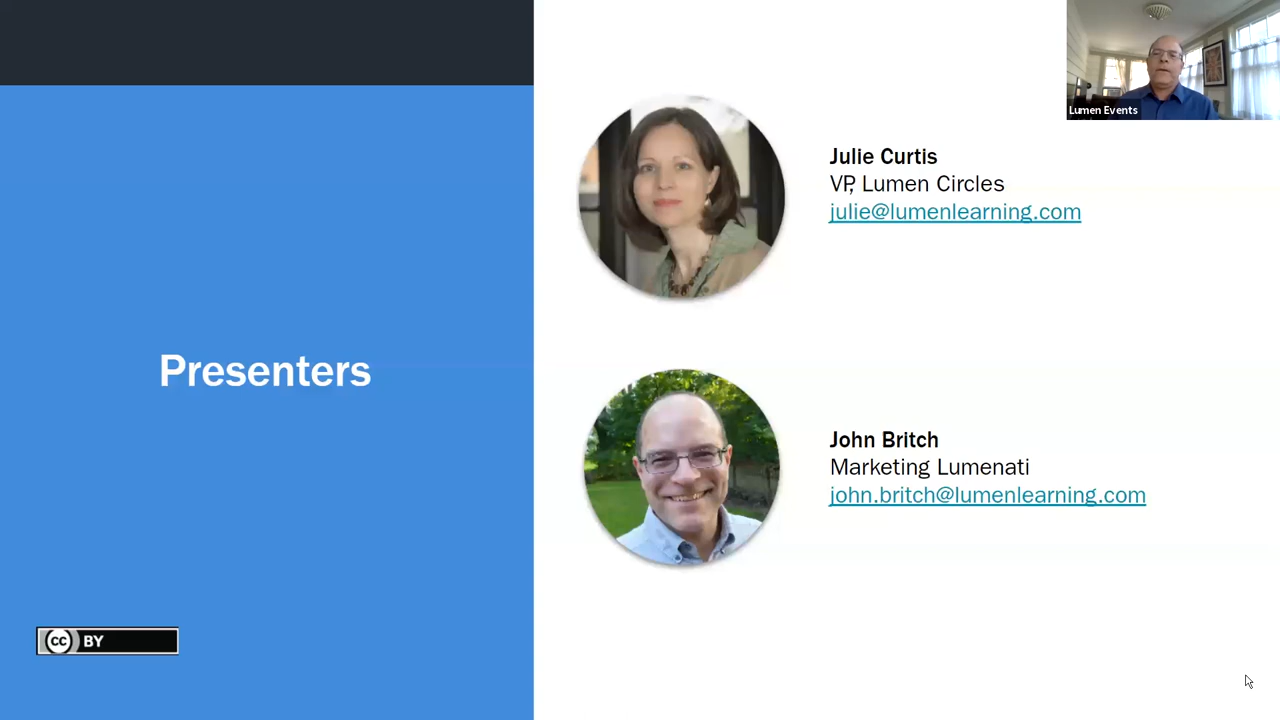 Lumen Events
Julie Curtis
VP, Lumen Circles
julie@lumenlearning.com
Presenters
John Britch
Marketing Lumenati
john.britch@lumenlearning.com
cc BY